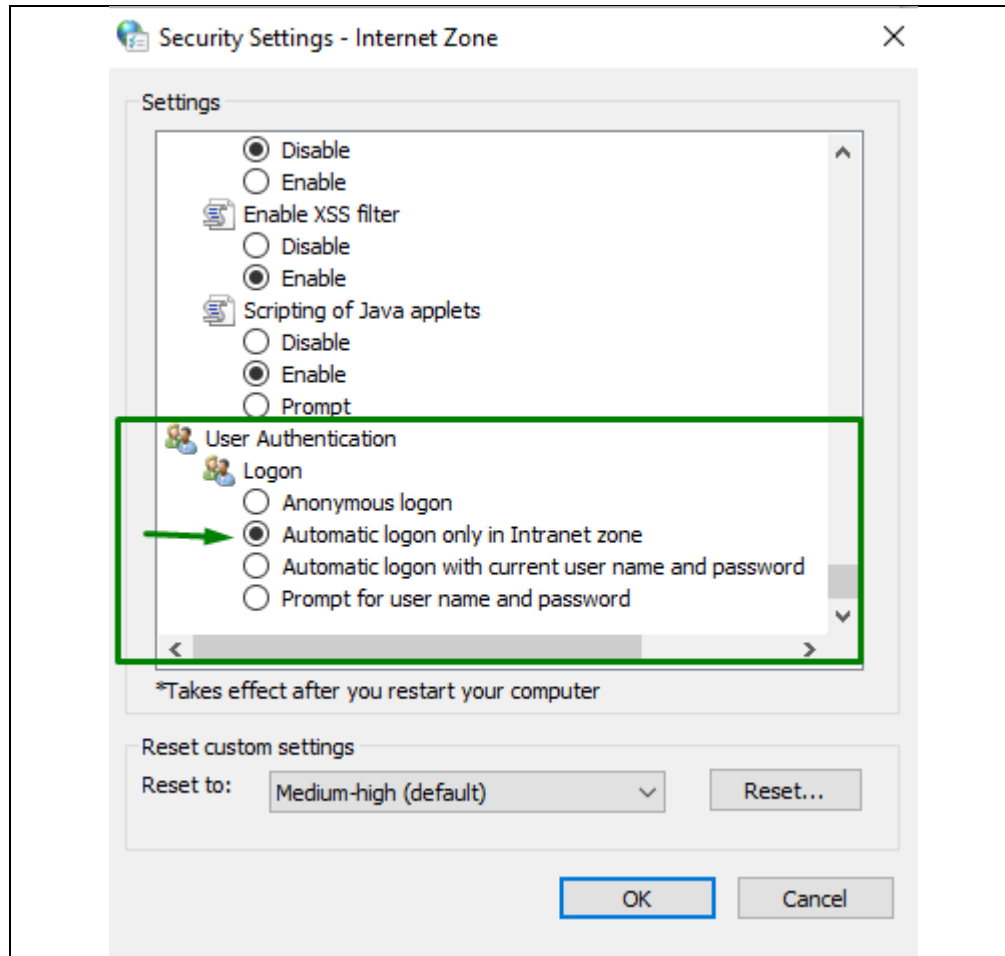 Security Settings - Internet Zone
Settings
Disable
Enable
Enable XSS filter
Disable
Enable
Scripting of Java applets
Disable
Enable
Prompt
User Authentication
Logon
Anonymous logon
Automatic logon only in Intranet zone
Automatic logon with current user name and password
Prompt for user name and password
*Takes effect after you restart your computer
Reset custom settings
Reset to: Medium-high (default) Reset...
OK Cancel